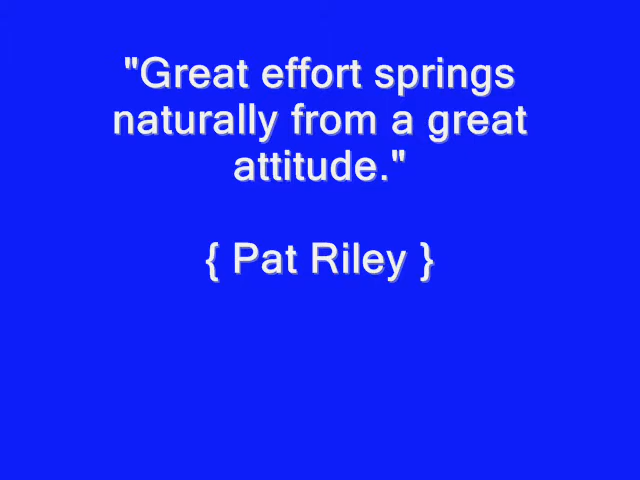 "Great effort springs
naturally from a great
attitude."
{ Pat Riley }